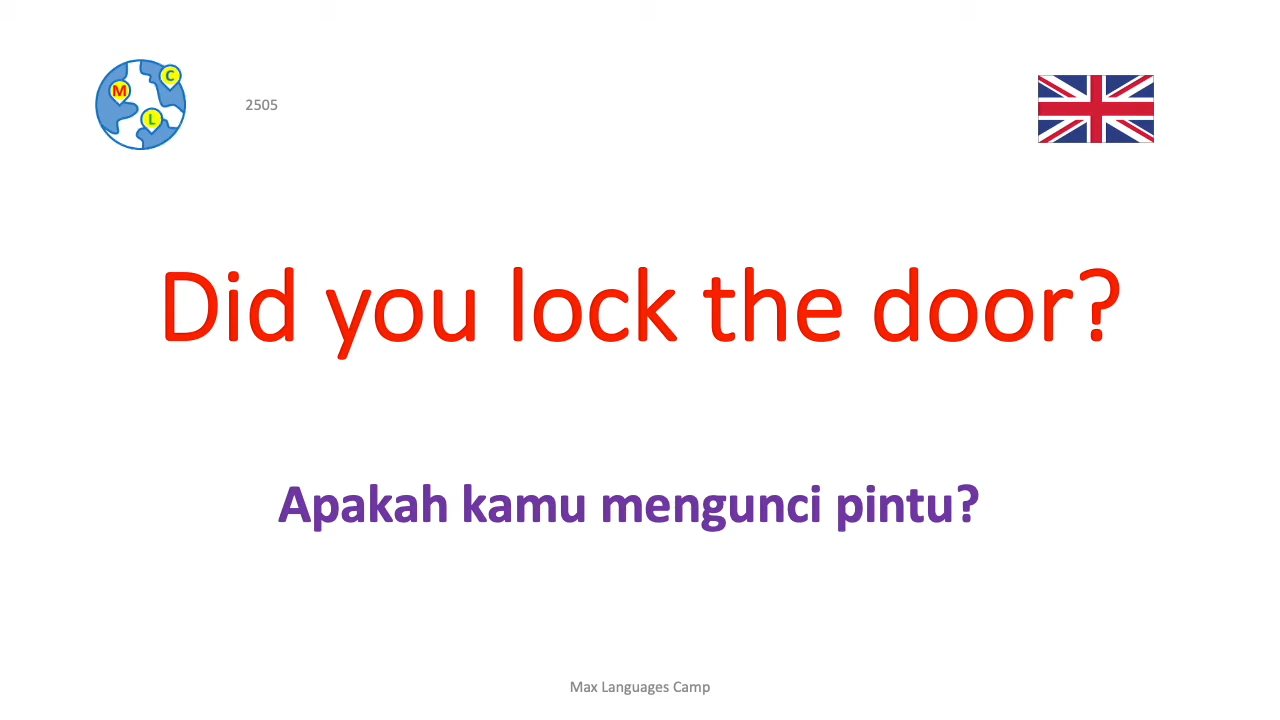 M
C
L
2505
Did you lock the door?
Apakah kamu mengunci pintu?
Max Languages Camp